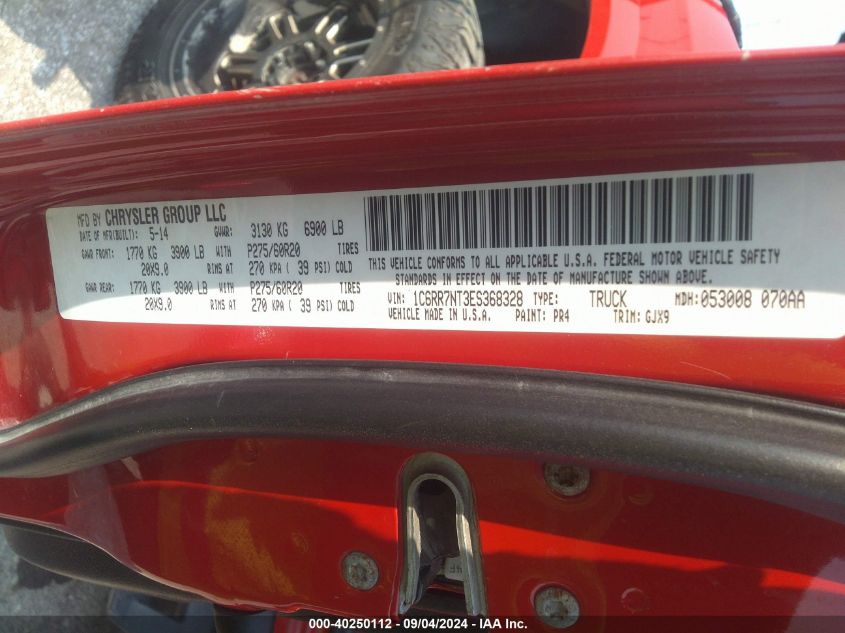 MFD BY CHRYSLER GROUP LLC
DATE OF MFR(BUILT): 5-14 GVWR: 3130 KG 6900 LB
GAWR FRONT: 1770 KG 3900 LB WITH P275/60R20 TIRES
20X9.0 RIMS AT 270 KPA ( 39 PSI) COLD
GAWR REAR: 1770 KG 3900 LB WITH P275/60R20 TIRES
20X9.0 RIMS AT 270 KPA ( 39 PSI) COLD
THIS VEHICLE CONFORMS TO ALL APPLICABLE U.S.A. FEDERAL MOTOR VEHICLE SAFETY
STANDARDS IN EFFECT ON THE DATE OF MANUFACTURE SHOWN ABOVE.
VIN: 1C6RR7NT3ES368328 TYPE: TRUCK MDH: 053008 070AA
VEHICLE MADE IN U.S.A. PAINT: PR4 TRIM: GJX9
000-40250112 - 09/04/2024 - IAAI.COM